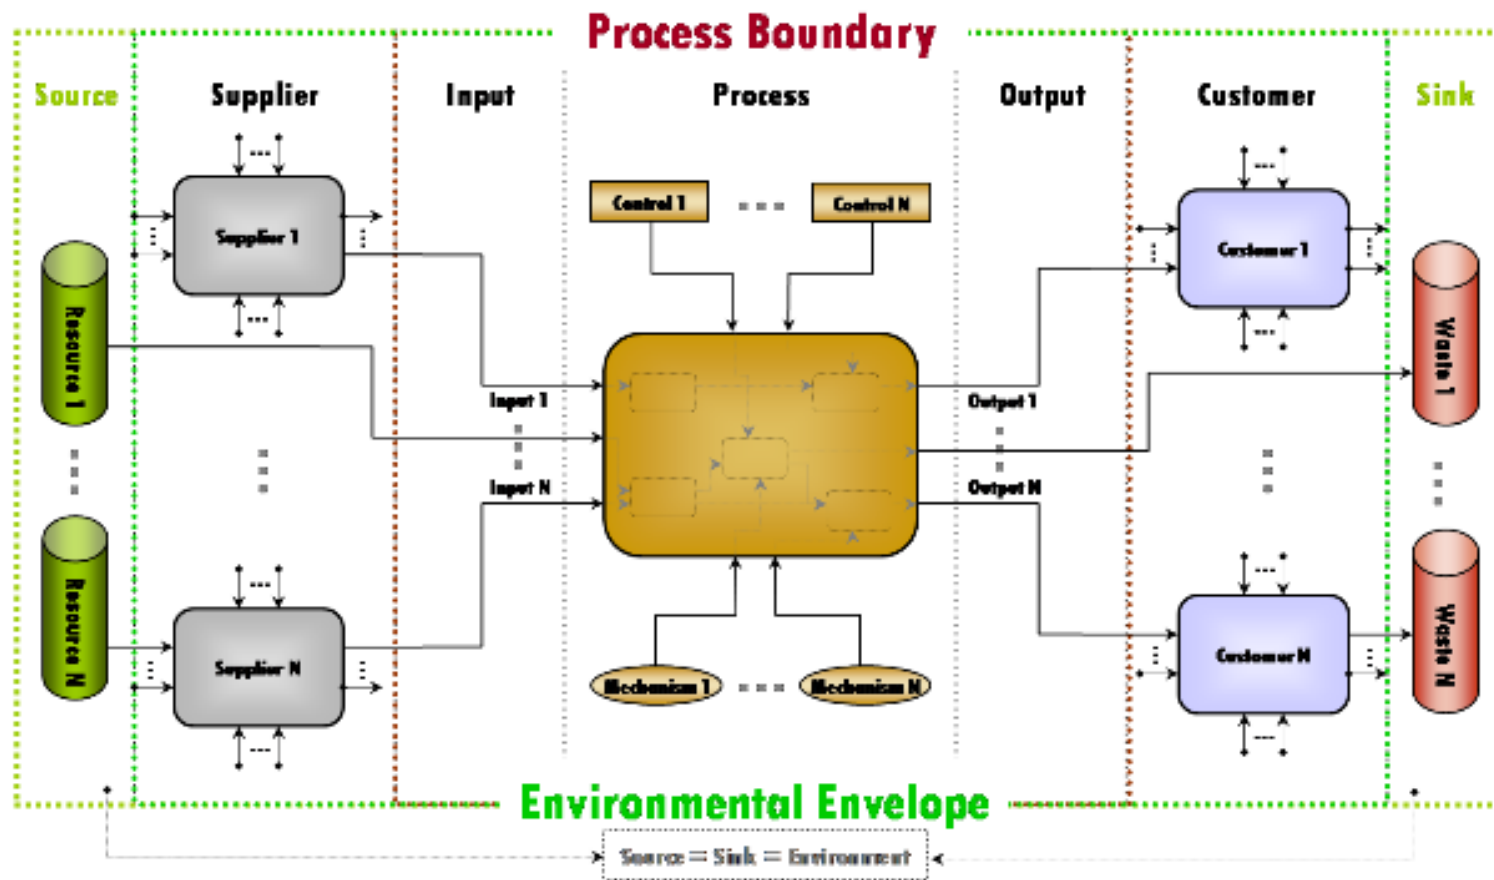 Process Boundary
Source Supplier Input Process Output Customer Sink
Control 1 Control N
Supplier 1
Customer 1
Resource 1
Waste 1
Input 1
Output 1
Input N
Output N
Resource N
Waste N
Supplier N
Customer N
Mechanism 1 Mechanism N
Environmental Envelope
Source = Sink = Environment